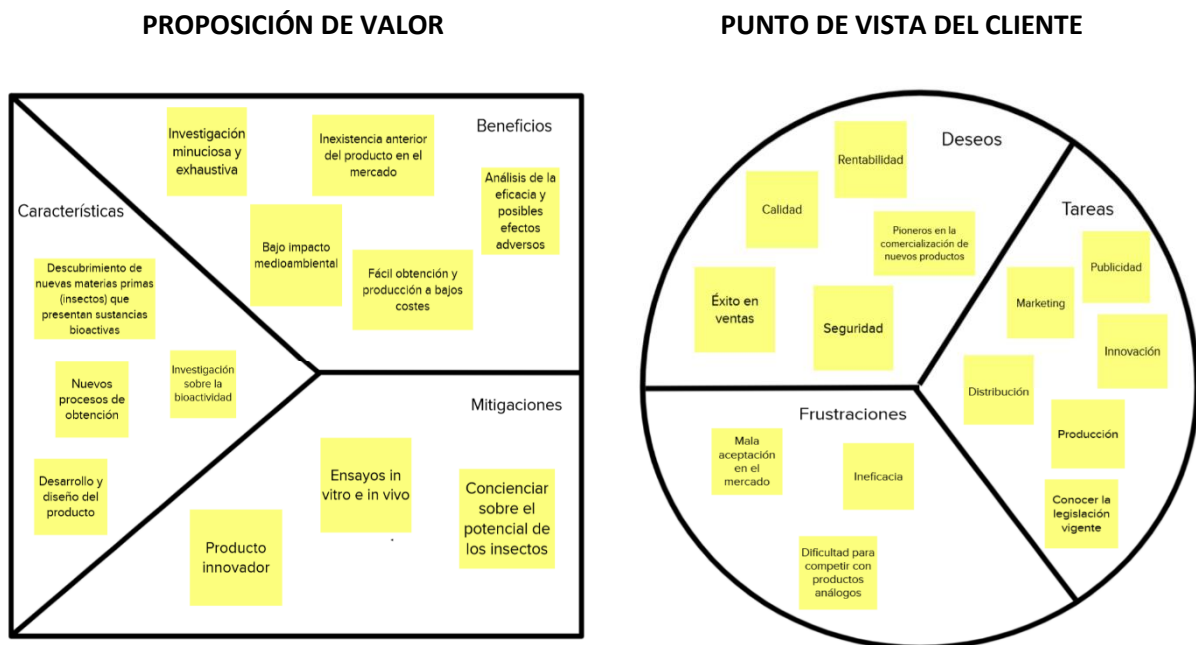 PROPOSICIÓN DE VALOR
PUNTO DE VISTA DEL CLIENTE
Beneficios
Investigación
minuciosa y
exhaustiva
Inexistencia anterior
del producto en el
mercado
Análisis de la
eficacia y
posibles
efectos
adversos
Bajo impacto
medioambiental
Fácil obtención y
producción a bajos
costes
Características
Descubrimiento de
nuevas materias primas
(insectos) que
presentan sustancias
bioactivas
Investigación
sobre la
bioactividad
Nuevos
procesos de
obtención
Desarrollo y
diseño del
producto
Mitigaciones
Ensayos in
vitro e in vivo
Concienciar
sobre el
potencial de
los insectos
Producto
innovador
Deseos
Rentabilidad
Calidad
Pioneros en la
comercialización de
nuevos productos
Éxito en
ventas
Seguridad
Tareas
Publicidad
Marketing
Innovación
Distribución
Producción
Conocer la
legislación
vigente
Frustraciones
Mala
aceptación
en el
mercado
Ineficacia
Dificultad para
competir con
productos
análogos